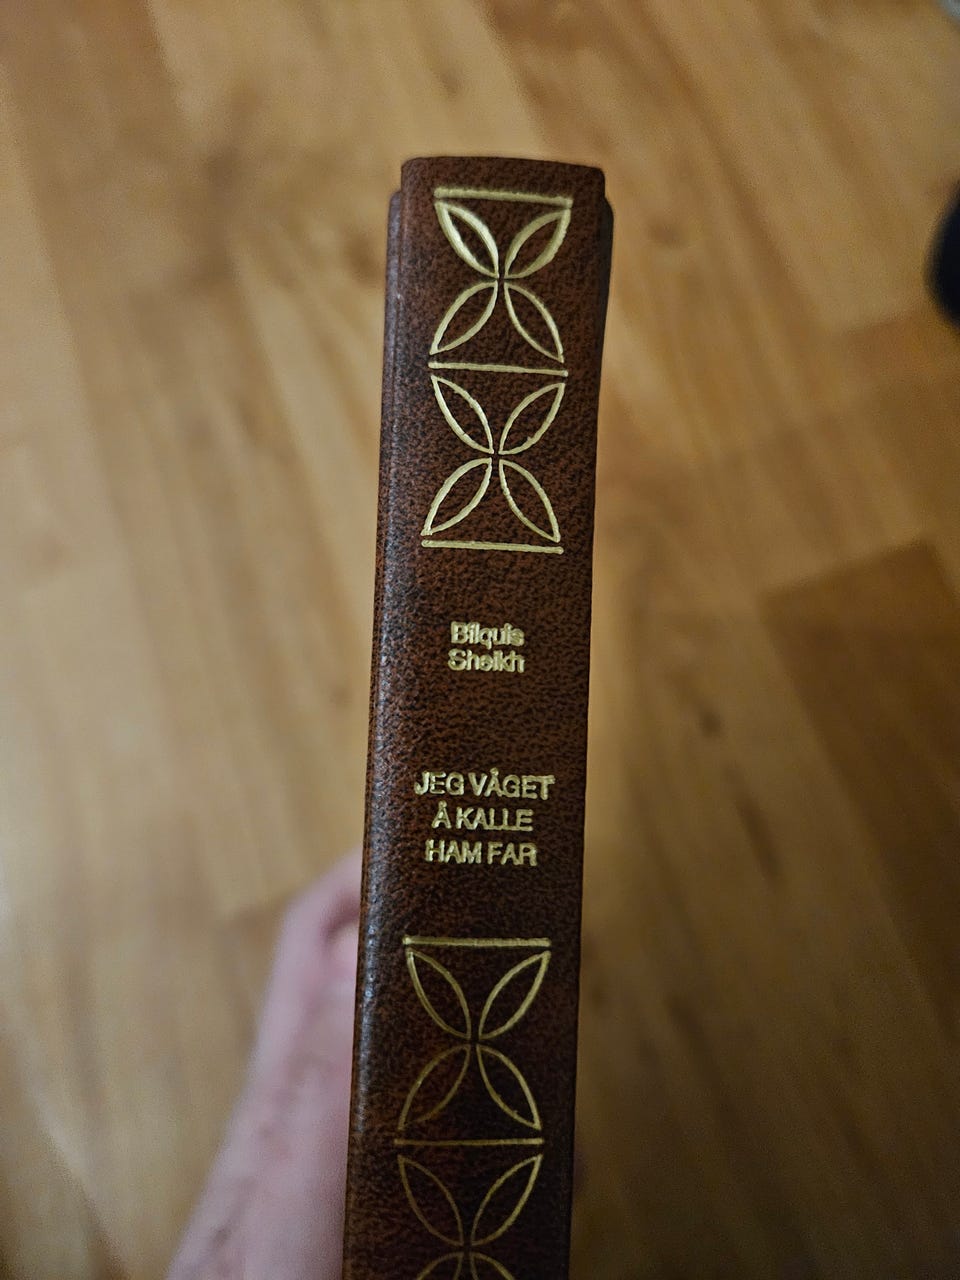 Bilquis
Sheikh
JEG VÅGET
Å KALLE
HAM FAR